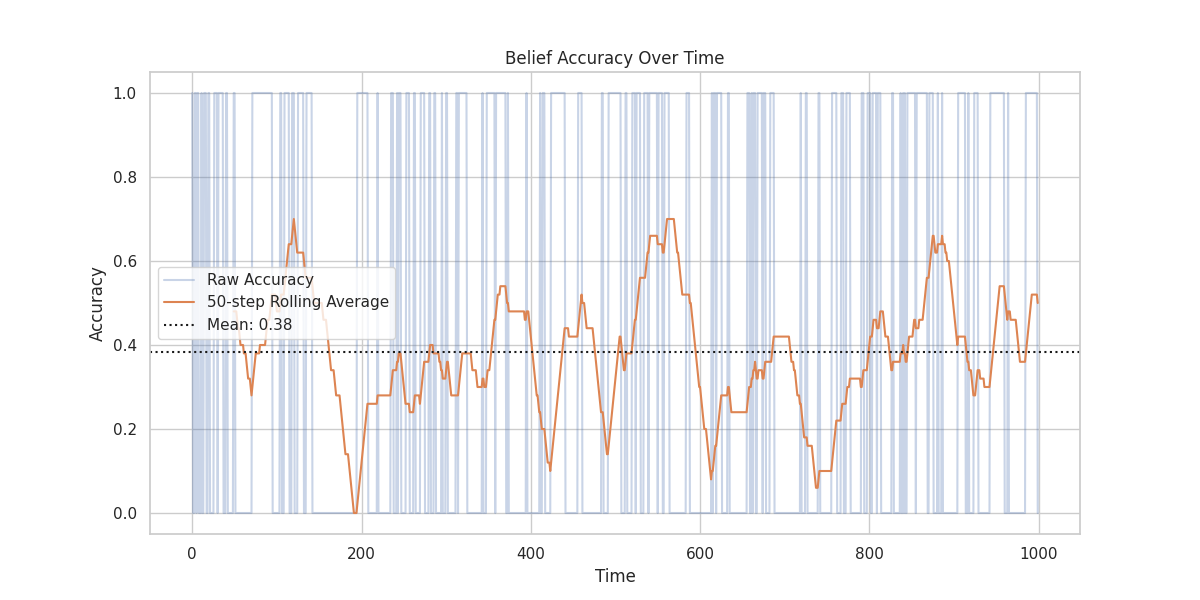 Belief Accuracy Over Time
Accuracy
1.0
0.8
0.6
0.4
0.2
0.0
Raw Accuracy
50-step Rolling Average
Mean: 0.38
0
200
400
600
800
1000
Time